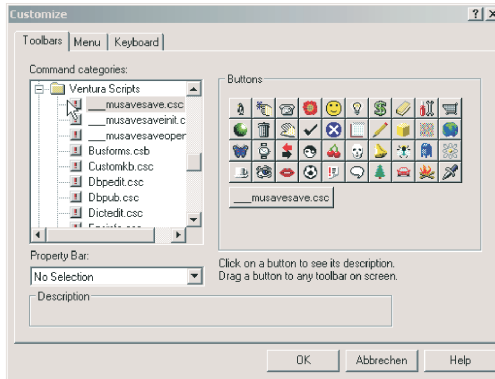 Customize
Toolbars
Menu
Keyboard
Command categories:
Ventura Scripts
___musavesave.csc
___musavesaveinit.c
___musavesaveoper
Busforms.csb
Customkb.csc
Dbpedit.csc
Dbpub.csc
Dictedit.csc
Buttons
___musavesave.csc
Property Bar:
No Selection
Click on a button to see its description.
Drag a button to any toolbar on screen.
Description
OK
Abbrechen
Help